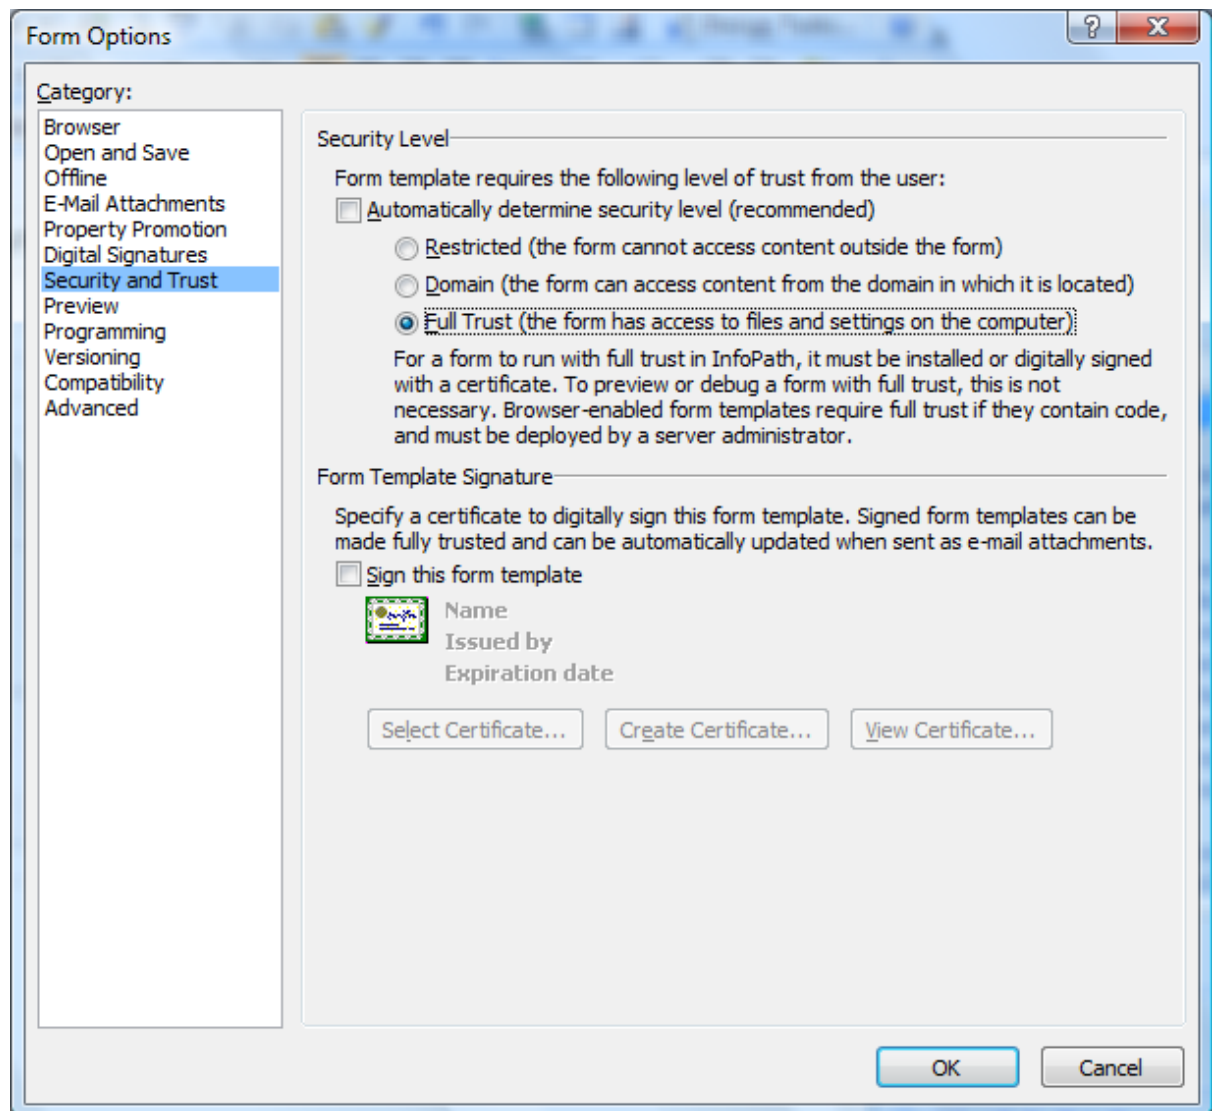 Form Options
?
X
Category:
Browser
Open and Save
Offline
E-Mail Attachments
Property Promotion
Digital Signatures
Security and Trust
Preview
Programming
Versioning
Compatibility
Advanced
Security Level
Form template requires the following level of trust from the user:
Automatically determine security level (recommended)
Restricted (the form cannot access content outside the form)
Domain (the form can access content from the domain in which it is located)
Full Trust (the form has access to files and settings on the computer)
For a form to run with full trust in InfoPath, it must be installed or digitally signed
with a certificate. To preview or debug a form with full trust, this is not
necessary. Browser-enabled form templates require full trust if they contain code,
and must be deployed by a server administrator.
Form Template Signature
Specify a certificate to digitally sign this form template. Signed form templates can be
made fully trusted and can be automatically updated when sent as e-mail attachments.
Sign this form template
Name
Issued by
Expiration date
Select Certificate... Create Certificate... View Certificate...
OK Cancel